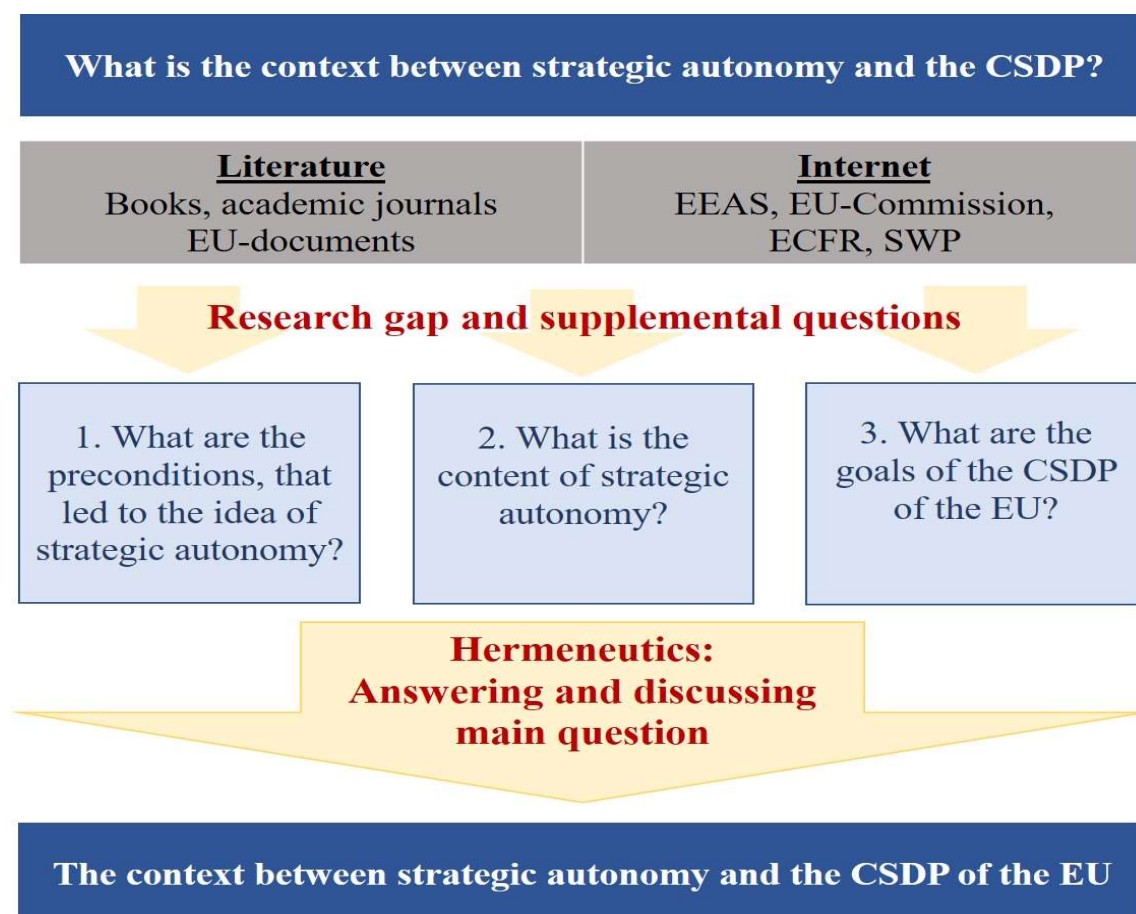 What is the context between strategic autonomy and the CSDP?
Literature
Books, academic journals
EU-documents
Internet
EEAS, EU-Commission,
ECFR, SWP
Research gap and supplemental questions
1. What are the
preconditions, that
led to the idea of
strategic autonomy?
2. What is the
content of strategic
autonomy?
3. What are the
goals of the CSDP
of the EU?
Hermeneutics:
Answering and discussing
main question
The context between strategic autonomy and the CSDP of the EU